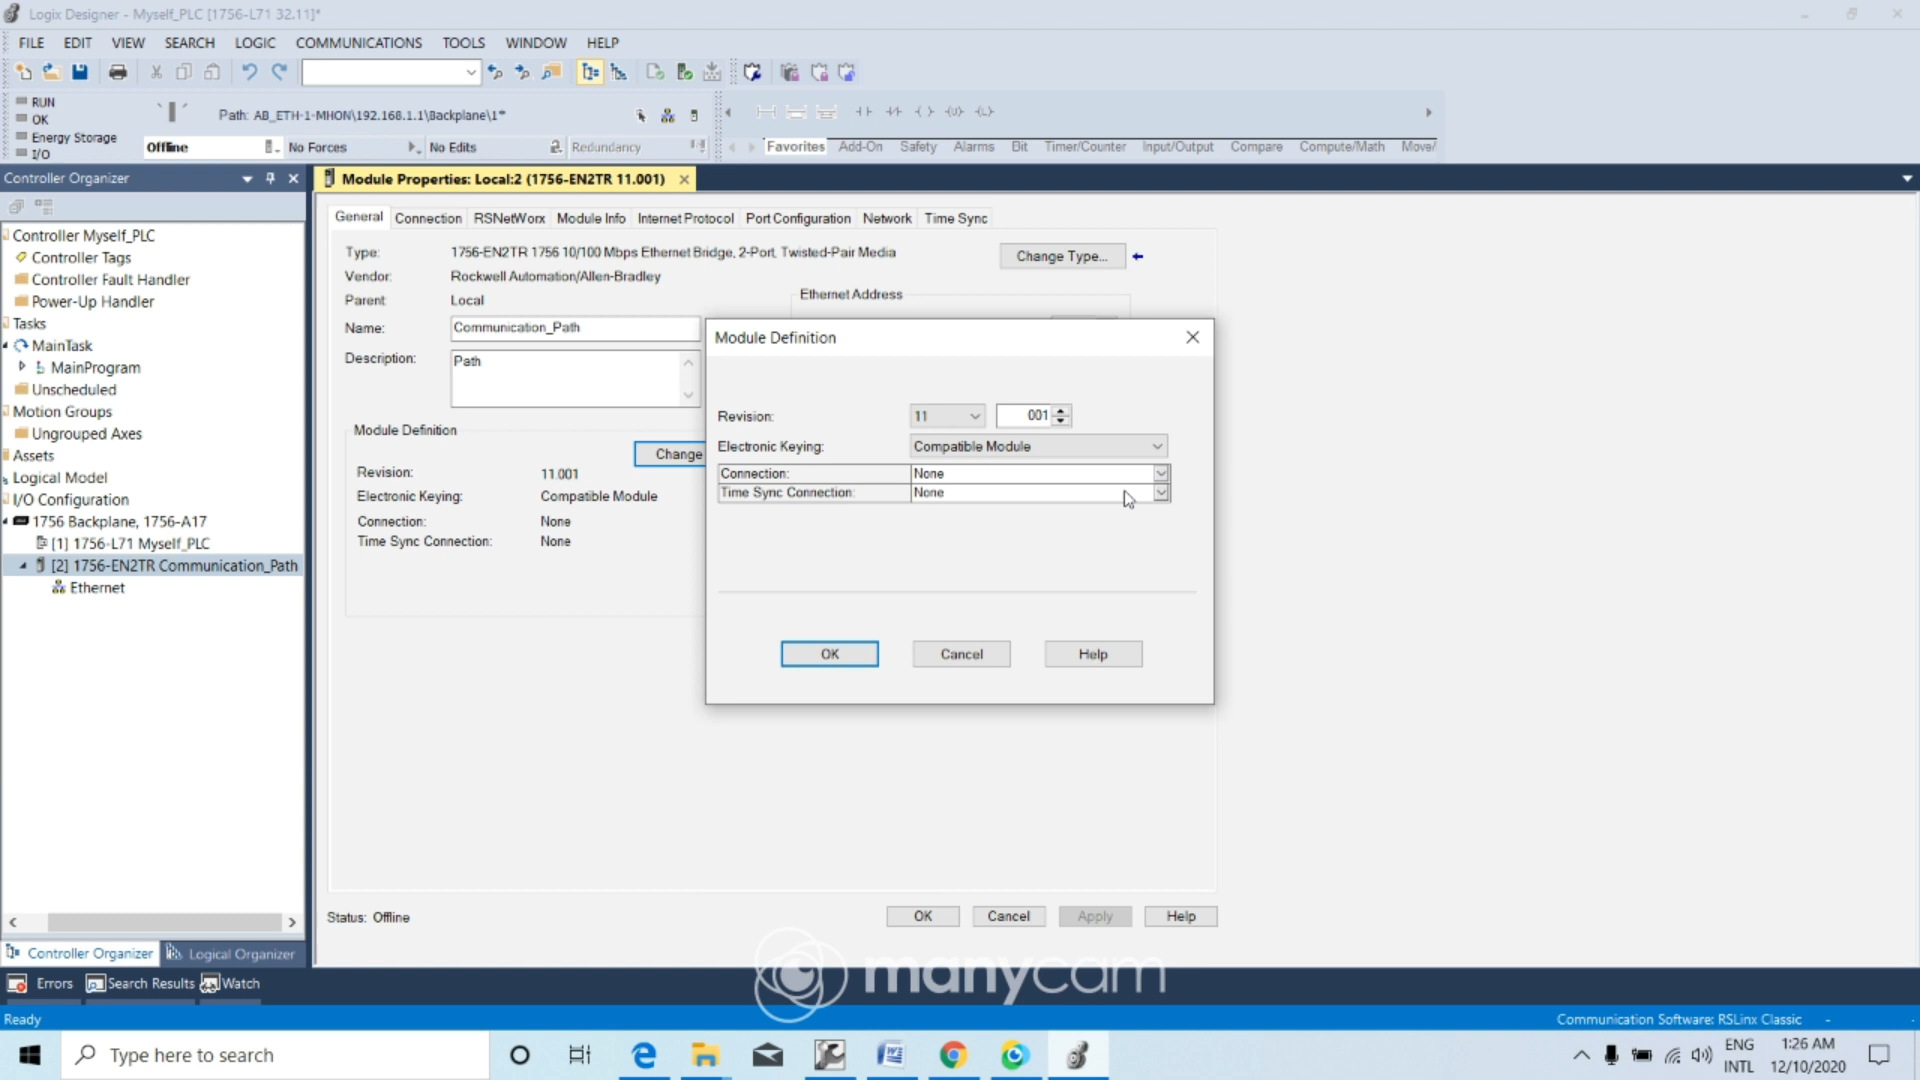 Logix Designer - Myself_PLC [1756-L71 32.11]*
FILE EDIT VIEW SEARCH LOGIC COMMUNICATIONS TOOLS WINDOW HELP
RUN
OK
Energy Storage
I/O
Path: AB_ETH-1-MHON\192.168.1.1\Backplane\1*
Offline No Forces No Edits Redundancy
Favorites Add-On Safety Alarms Bit Timer/Counter Input/Output Compare Compute/Math Move/
Controller Organizer
Controller Myself_PLC
Controller Tags
Controller Fault Handler
Power-Up Handler
Tasks
MainTask
MainProgram
Unscheduled
Motion Groups
Ungrouped Axes
Assets
Logical Model
I/O Configuration
1756 Backplane, 1756-A17
[1] 1756-L71 Myself_PLC
[2] 1756-EN2TR Communication_Path
Ethernet
Controller Organizer Logical Organizer
Module Properties: Local:2 (1756-EN2TR 11.001)
General Connection RSNetWorx Module Info Internet Protocol Port Configuration Network Time Sync
Type: 1756-EN2TR 1756 10/100 Mbps Ethernet Bridge, 2-Port, Twisted-Pair Media Change Type...
Vendor: Rockwell Automation/Allen-Bradley
Parent: Local
Ethernet Address
Name: Communication_Path
Description: Path
Module Definition
Change
Revision: 11.001
Electronic Keying: Compatible Module
Connection: None
Time Sync Connection: None
Module Definition
Revision: 11 001
Electronic Keying: Compatible Module
Connection: None
Time Sync Connection: None
OK Cancel Help
Status: Offline OK Cancel Apply Help
manycam
Errors Search Results Watch
Ready Communication Software: RSLinx Classic
Type here to search
ENG
INTL
1:26 AM
12/10/2020